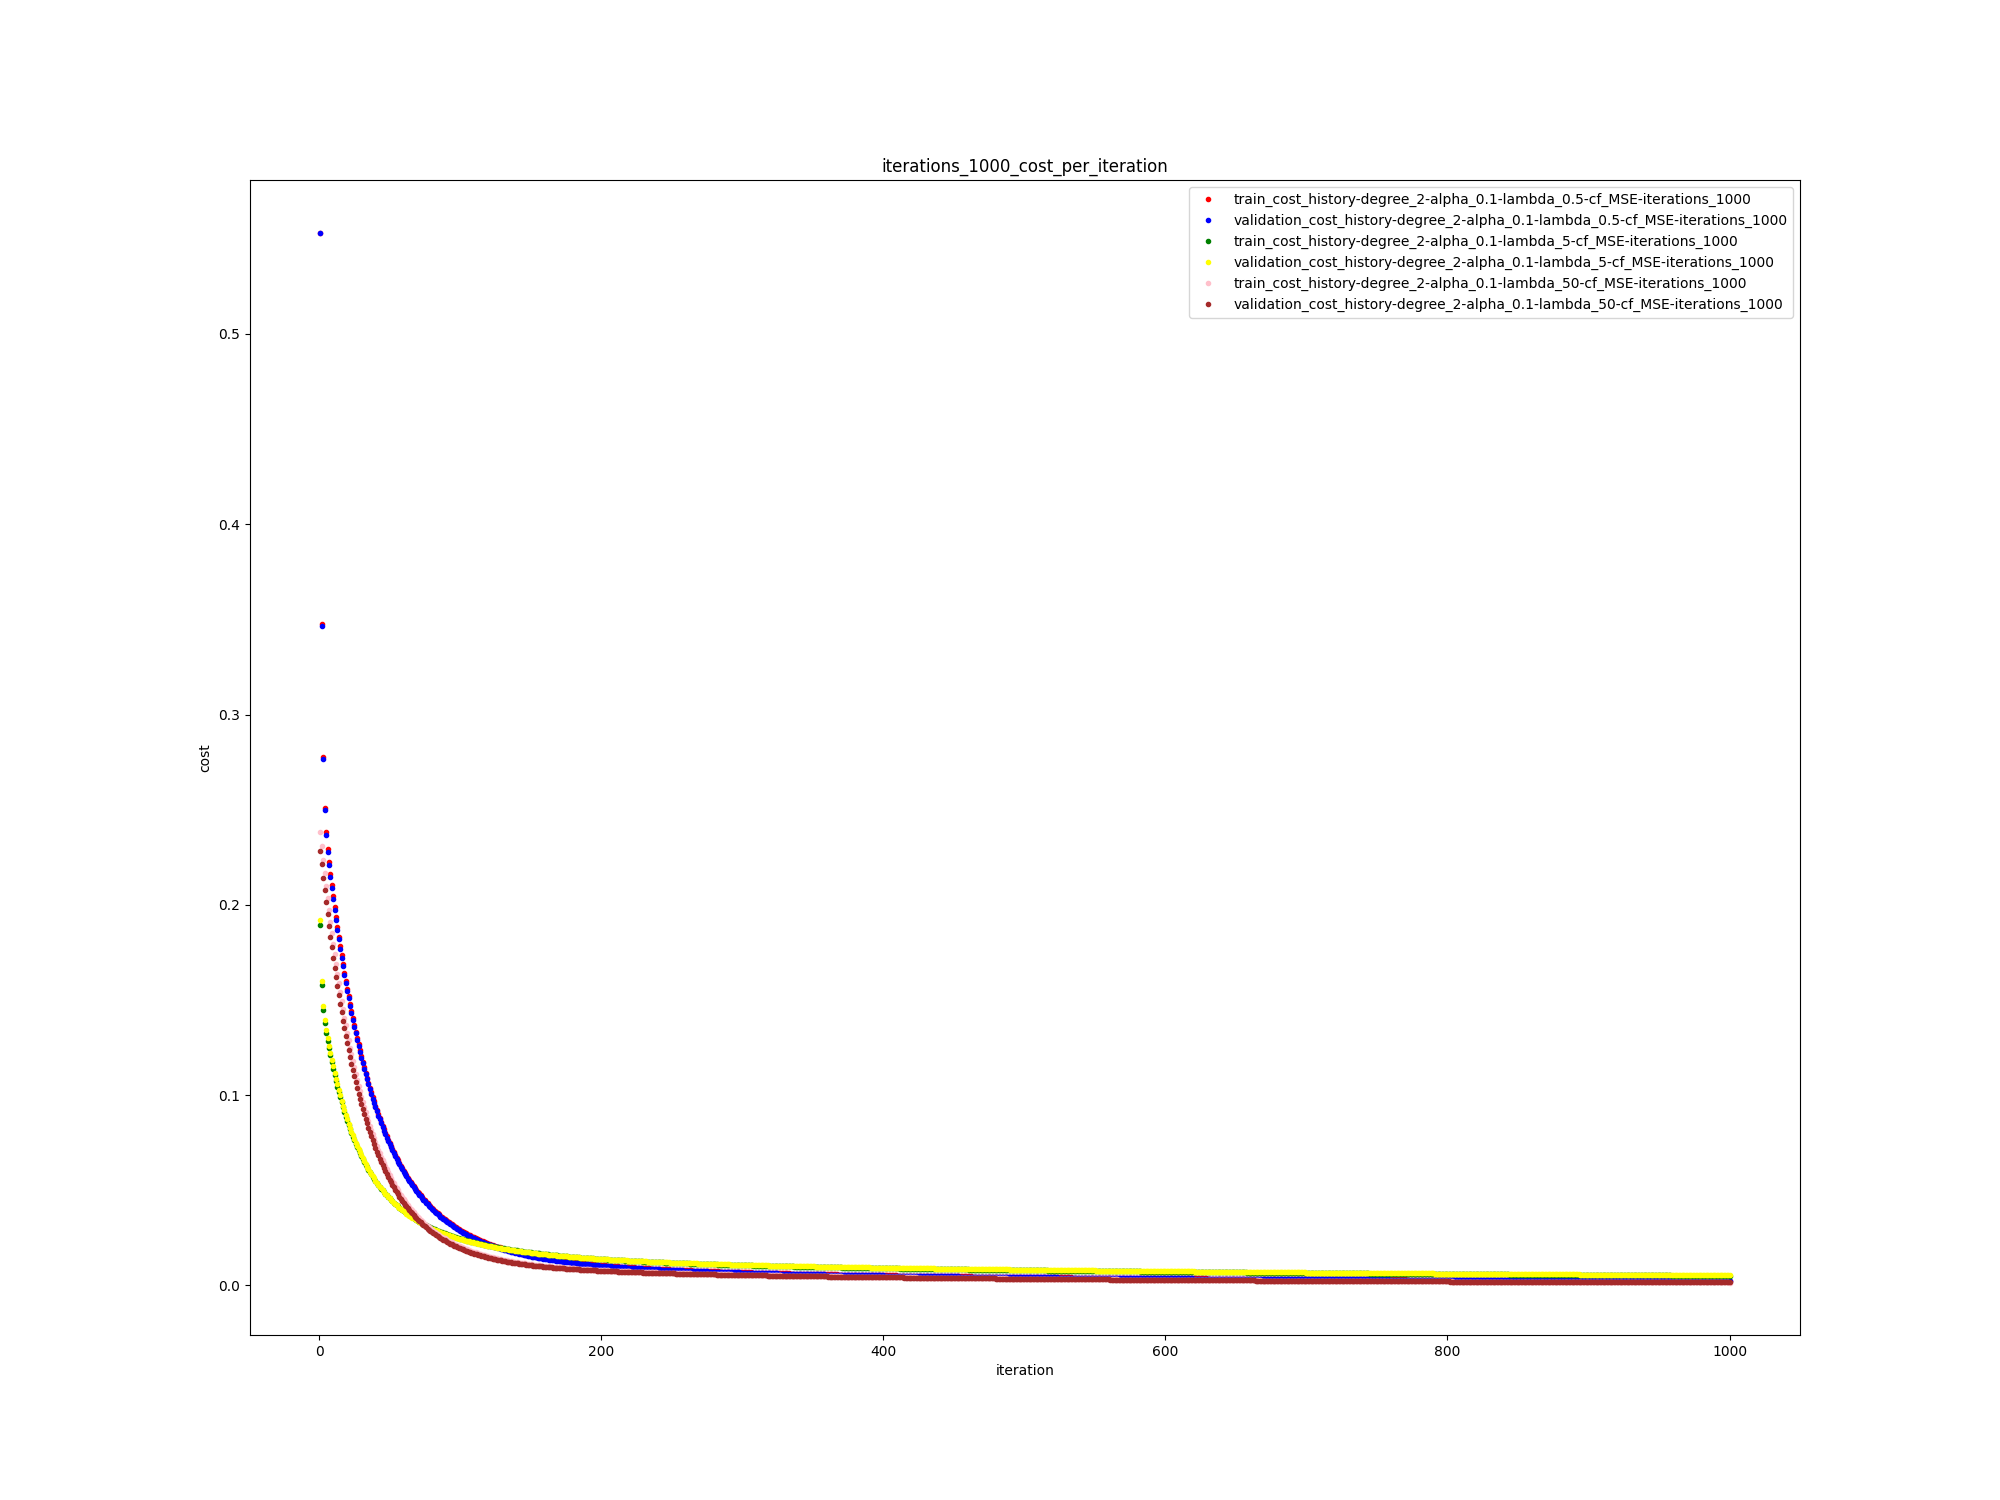 iterations_1000_cost_per_iteration
train_cost_history-degree_2-alpha_0.1-lambda_0.5-cf_MSE-iterations_1000
validation_cost_history-degree_2-alpha_0.1-lambda_0.5-cf_MSE-iterations_1000
train_cost_history-degree_2-alpha_0.1-lambda_5-cf_MSE-iterations_1000
validation_cost_history-degree_2-alpha_0.1-lambda_5-cf_MSE-iterations_1000
train_cost_history-degree_2-alpha_0.1-lambda_50-cf_MSE-iterations_1000
validation_cost_history-degree_2-alpha_0.1-lambda_50-cf_MSE-iterations_1000
0.5
0.4
0.3
cost
0.2
0.1
0.0
0 200 400 600 800 1000
iteration